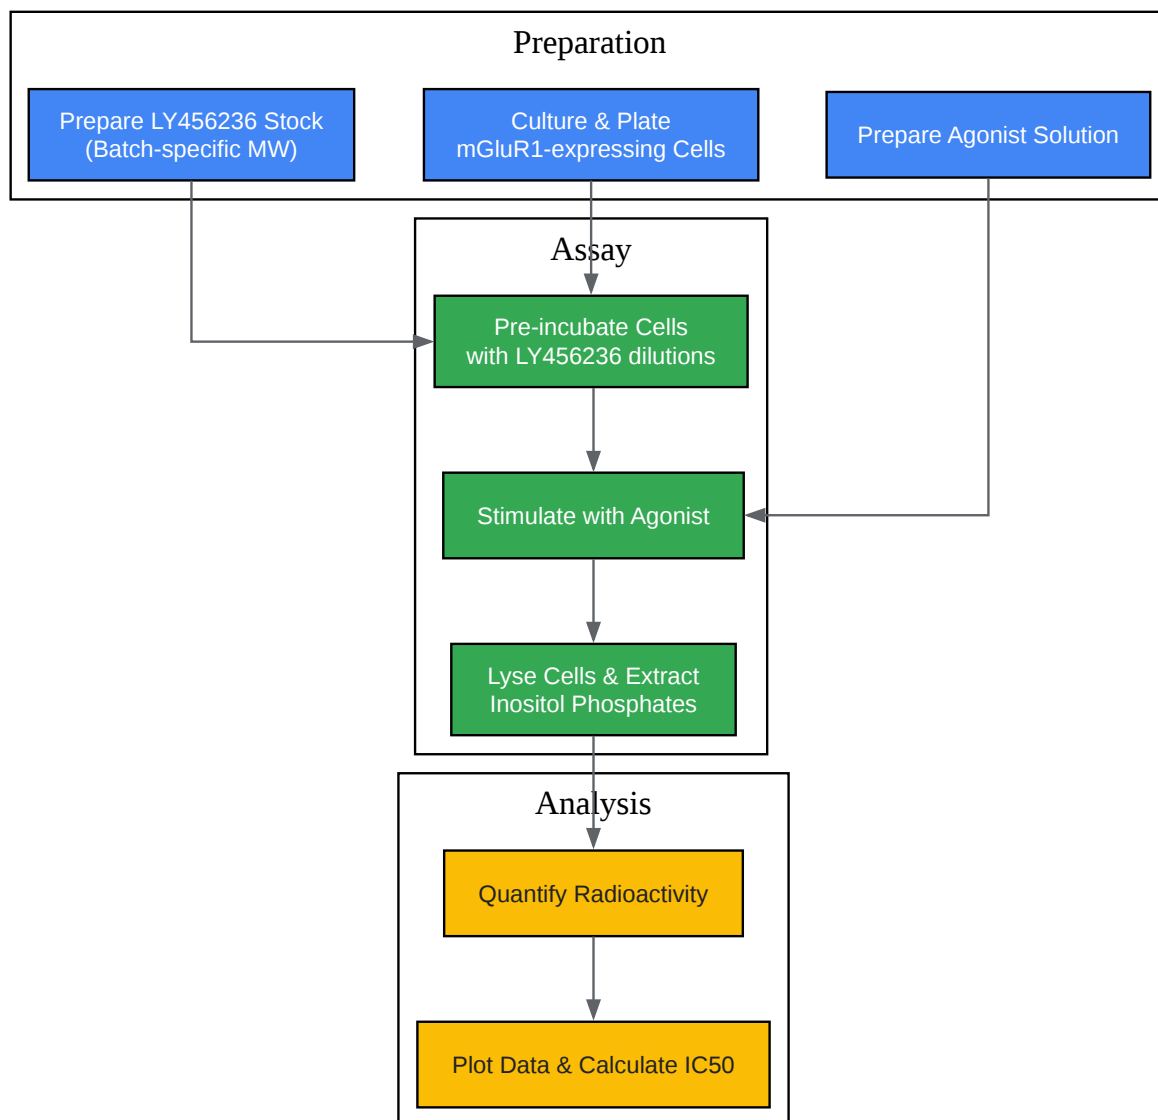 Preparation
Prepare LY456236 Stock
(Batch-specific MW)
Culture & Plate
mGluR1-expressing Cells
Prepare Agonist Solution
Assay
Pre-incubate Cells
with LY456236 dilutions
Stimulate with Agonist
Lyse Cells & Extract
Inositol Phosphates
Analysis
Quantify Radioactivity
Plot Data & Calculate IC50